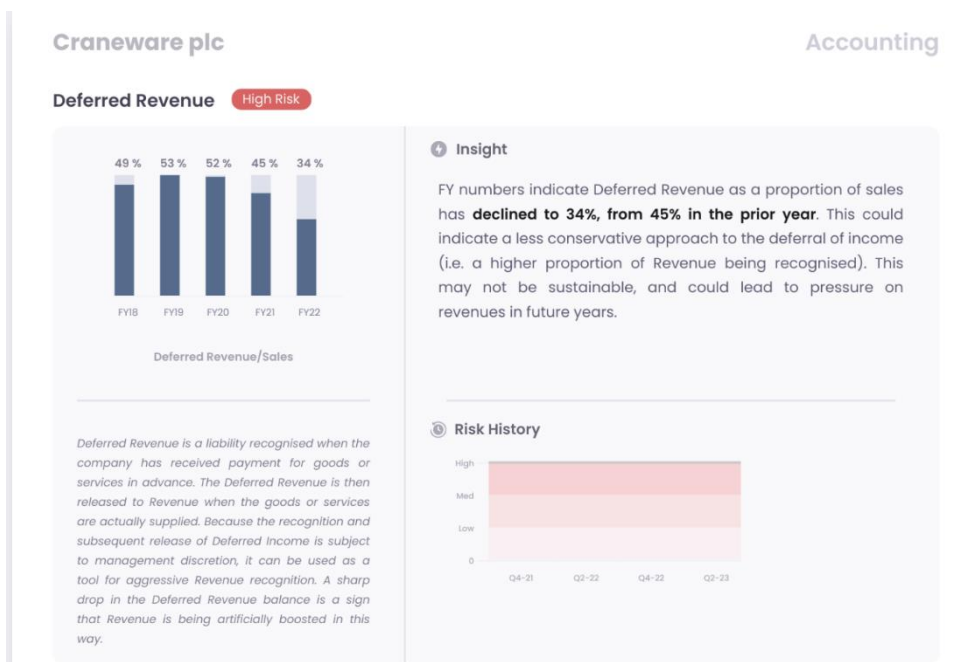 Craneware plc
Accounting
Deferred Revenue
High Risk
49 % 53 % 52 % 45 % 34 %
FY18 FY19 FY20 FY21 FY22
Deferred Revenue/Sales
Deferred Revenue is a liability recognised when the
company has received payment for goods or
services in advance. The Deferred Revenue is then
released to Revenue when the goods or services
are actually supplied. Because the recognition and
subsequent release of Deferred Income is subject
to management discretion, it can be used as a
tool for aggressive Revenue recognition. A sharp
drop in the Deferred Revenue balance is a sign
that Revenue is being artificially boosted in this
way.
Insight
FY numbers indicate Deferred Revenue as a proportion of sales
has declined to 34%, from 45% in the prior year. This could
indicate a less conservative approach to the deferral of income
(i.e. a higher proportion of Revenue being recognised). This
may not be sustainable, and could lead to pressure on
revenues in future years.
Risk History
High
Med
Low
0
Q4-21 Q2-22 Q4-22 Q2-23